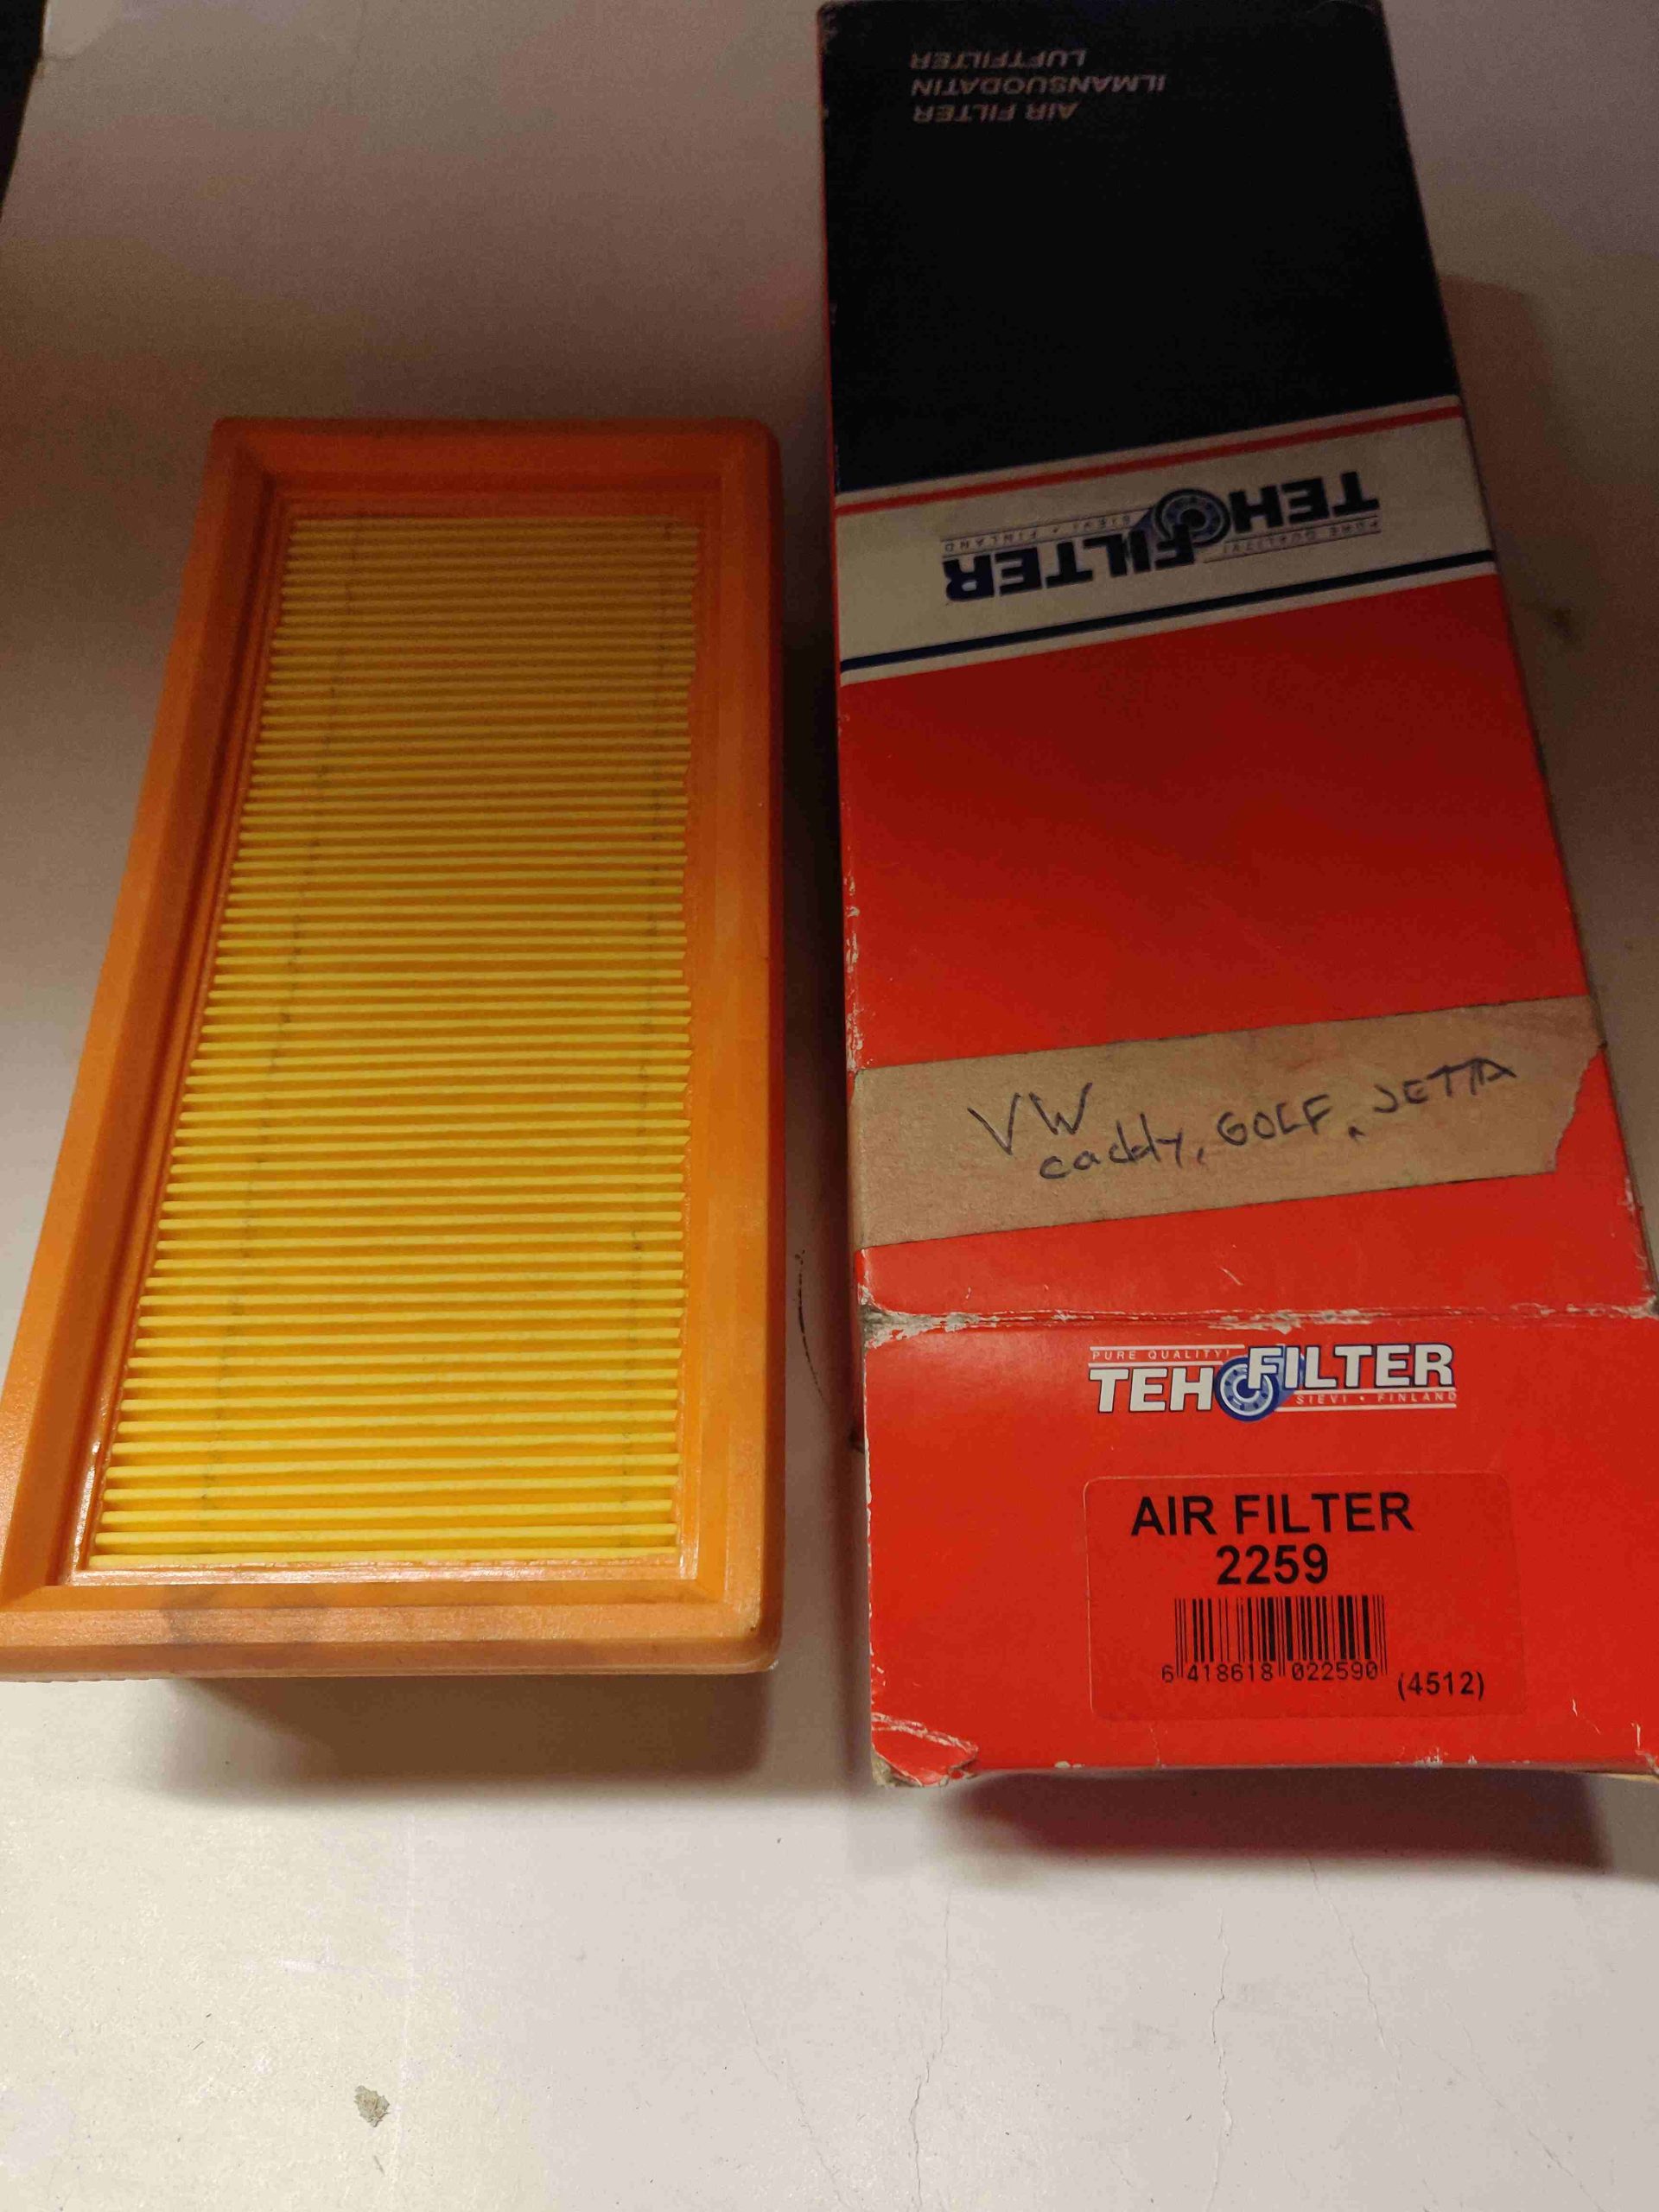 AIR FILTER
ILMANSUODATIN
LUFTFILTER
TEHOFILTER
PURE QUALITY!
SIEVI • FINLAND
VW
caddy, GOLF, JETTA
PURE QUALITY!
TEHOFILTER
SIEVI • FINLAND
AIR FILTER
2259
6 418618 022590
(4512)